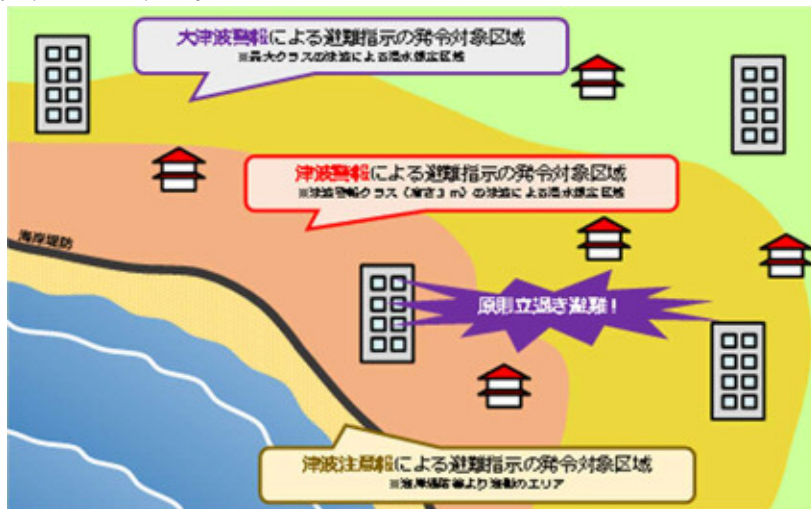 大津波警報による避難指示の発令対象区域
※最大クラスの津波による浸水想定区域
津波警報による避難指示の発令対象区域
※津波警報クラス（高さ3m）の津波による浸水想定区域
海岸堤防
原則立退き避難！
津波注意報による避難指示の発令対象区域
※海岸堤防等より海側のエリア